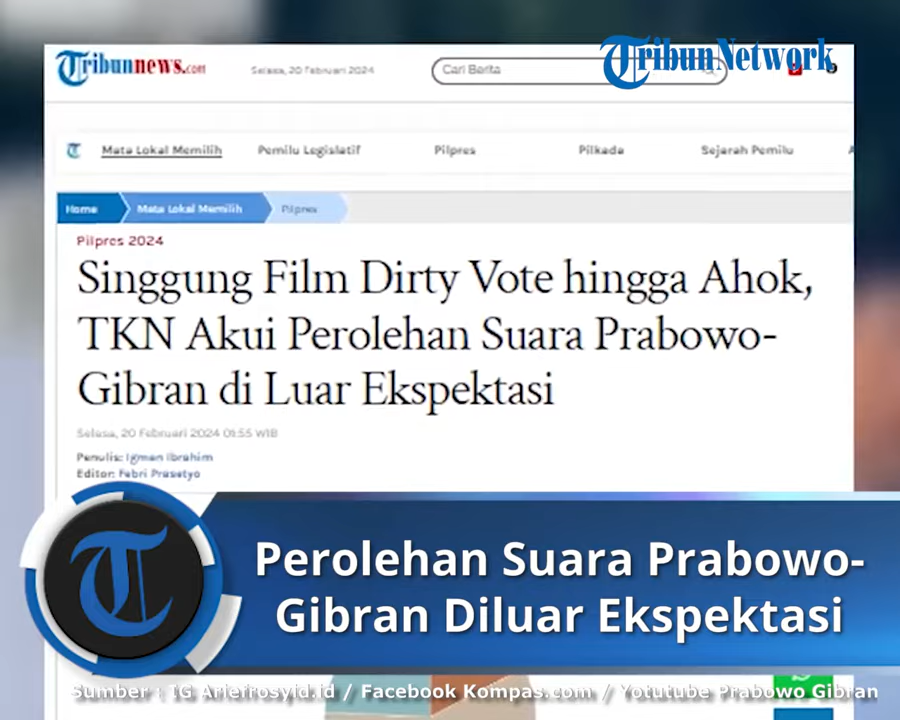 Tribunnews.com
Selasa, 20 Februari 2024
Cari Berita
Tribun Network
Mata Lokal Memilih
Pemilu Legislatif
Pilpres
Pilkada
Sejarah Pemilu
Home
Mata Lokal Memilih
Pilpres
Pilpres 2024
Singgung Film Dirty Vote hingga Ahok,
TKN Akui Perolehan Suara Prabowo-
Gibran di Luar Ekspektasi
Selasa, 20 Februari 2024 01:55 WIB
Penulis: Igman Ibrahim
Editor: Febri Prasetyo
Perolehan Suara Prabowo-
Gibran Diluar Ekspektasi
Sumber : IG Ariefrosyid.id / Facebook Kompas.com / Yotutube Prabowo Gibran